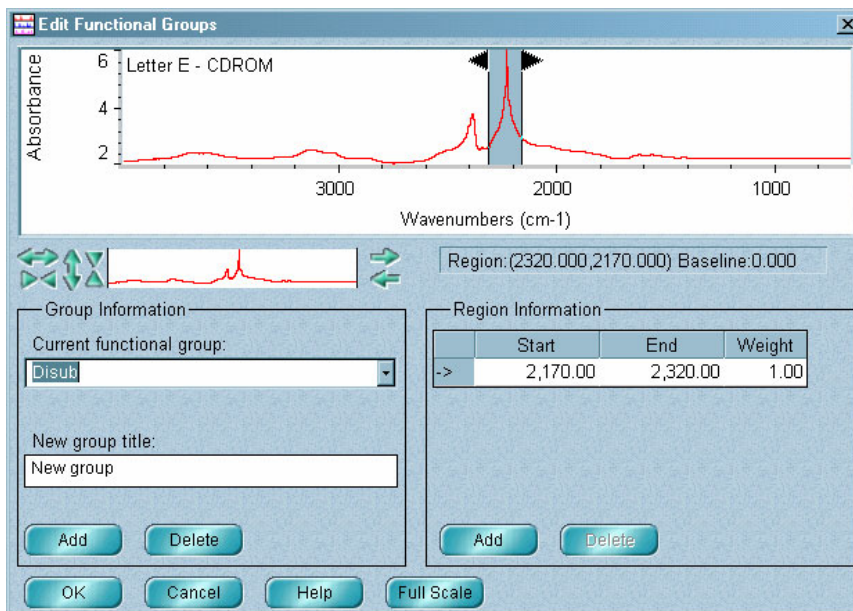 Edit Functional Groups
Absorbance
6
4
2
Letter E - CDROM
3000 2000 1000
Wavenumbers (cm-1)
Region:(2320.000,2170.000) Baseline:0.000
Group Information
Current functional group:
Disub
New group title:
New group
Add Delete
Region Information
Start End Weight
-> 2,170.00 2,320.00 1.00
Add Delete
OK Cancel Help Full Scale